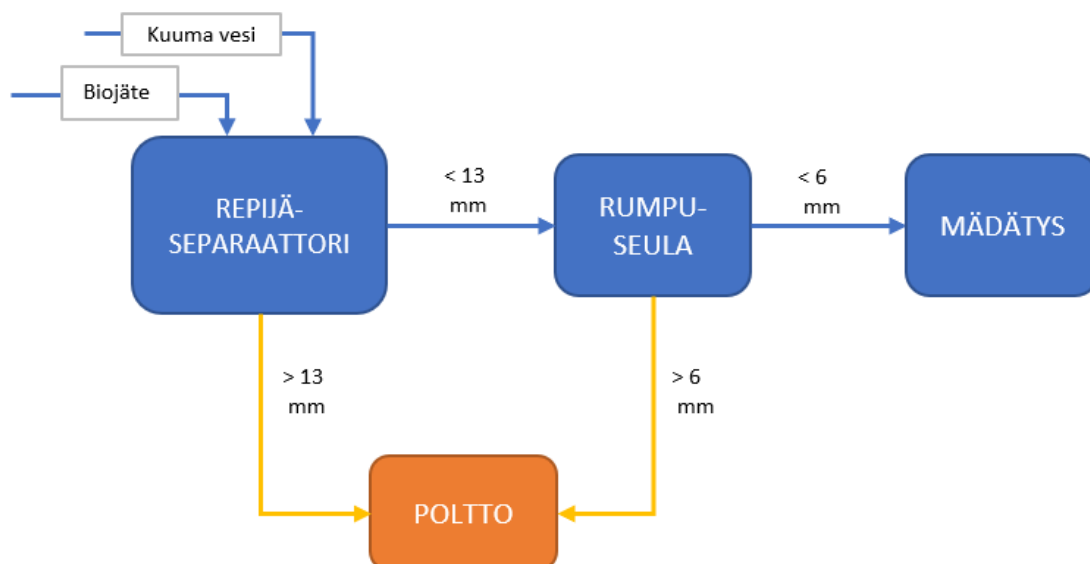 Kuuma vesi
Biojäte
REPIJÄ-
SEPARAATTORI
< 13
mm
RUMPU-
SEULA
< 6
mm
MÄDÄTYS
> 13
mm
> 6
mm
POLTTO